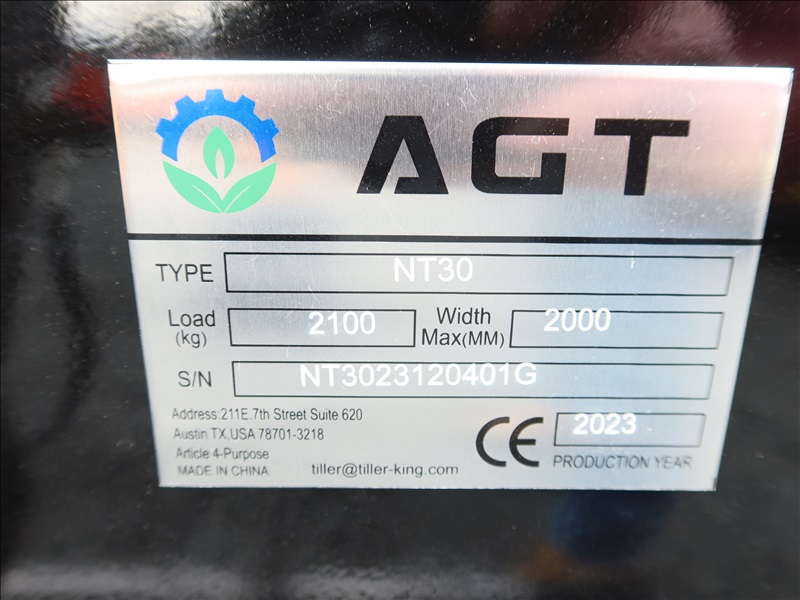 AGT
TYPE NT30
Load (kg) 2100 Width Max(MM) 2000
S/N NT3023120401G
Address:211E.7th Street Suite 620
Austin TX,USA 78701-3218
Article 4-Purpose
MADE IN CHINA tiller@tiller-king.com
CE 2023
PRODUCTION YEAR